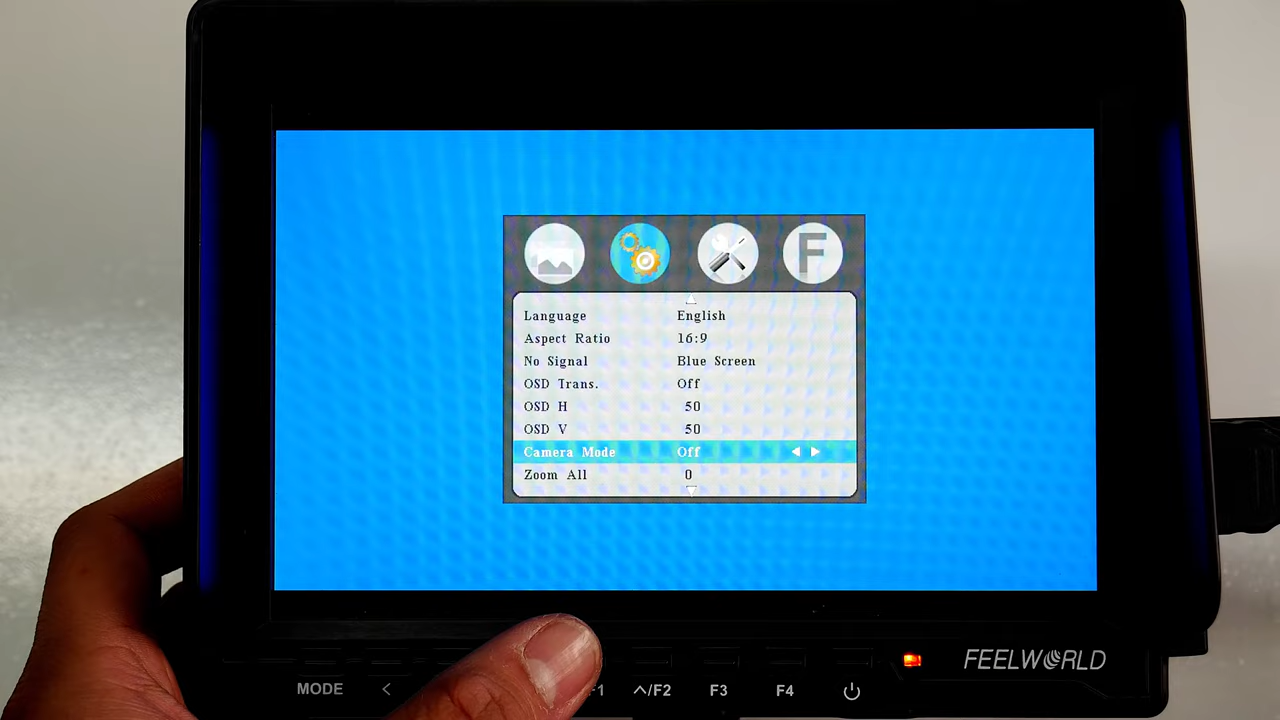 F
Language English
Aspect Ratio 16:9
No Signal Blue Screen
OSD Trans. Off
OSD H 50
OSD V 50
Camera Mode Off
Zoom All 0
FEELWORLD
MODE < F1 ^/F2 F3 F4